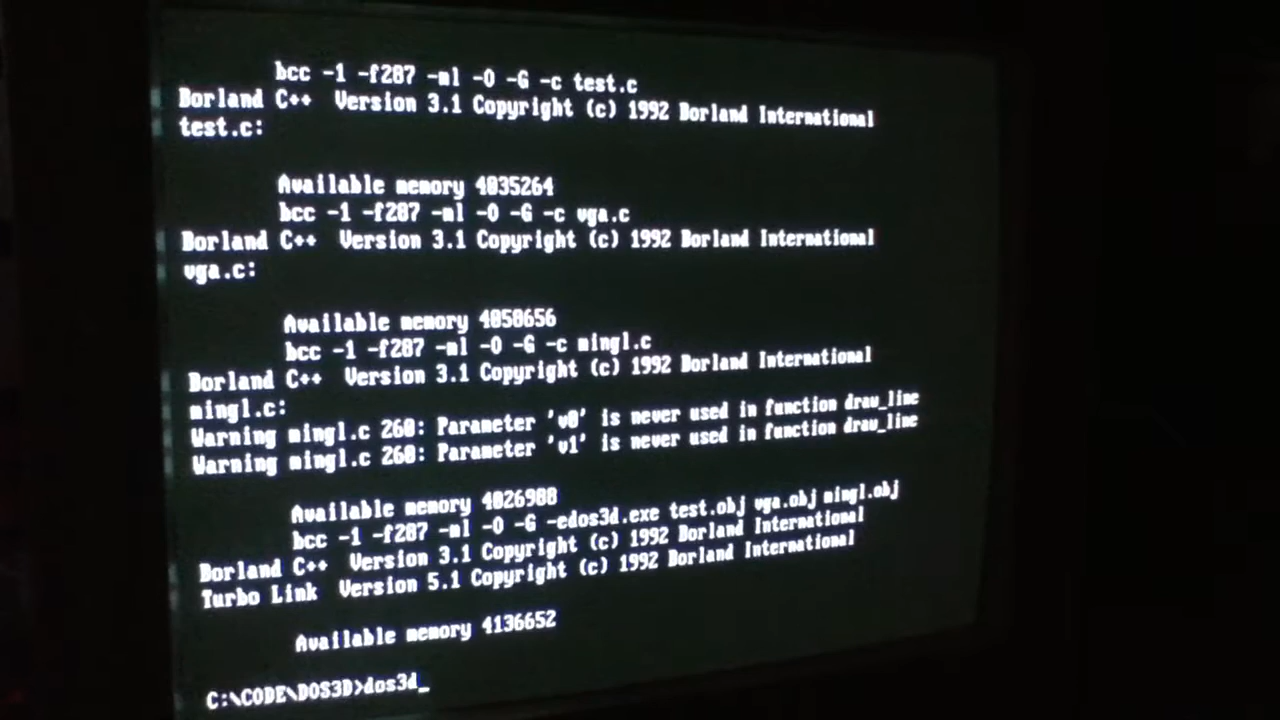 bcc -1 -f287 -ml -O -G -c test.c
Borland C++  Version 3.1 Copyright (c) 1992 Borland International
test.c:
Available memory 4035264
bcc -1 -f287 -ml -O -G -c vga.c
Borland C++  Version 3.1 Copyright (c) 1992 Borland International
vga.c:
Available memory 4058656
bcc -1 -f287 -ml -O -G -c mingl.c
Borland C++  Version 3.1 Copyright (c) 1992 Borland International
mingl.c:
Warning mingl.c 260: Parameter 'v0' is never used in function draw_line
Warning mingl.c 260: Parameter 'v1' is never used in function draw_line
Available memory 4026908
bcc -1 -f287 -ml -O -G -edos3d.exe test.obj vga.obj mingl.obj
Borland C++  Version 3.1 Copyright (c) 1992 Borland International
Turbo Link  Version 5.1 Copyright (c) 1992 Borland International
Available memory 4136652
C:\CODE\DOS3D>dos3d_